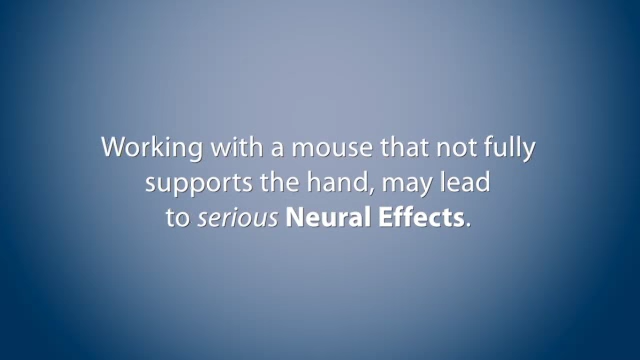 Working with a mouse that not fully
supports the hand, may lead
to serious Neural Effects.